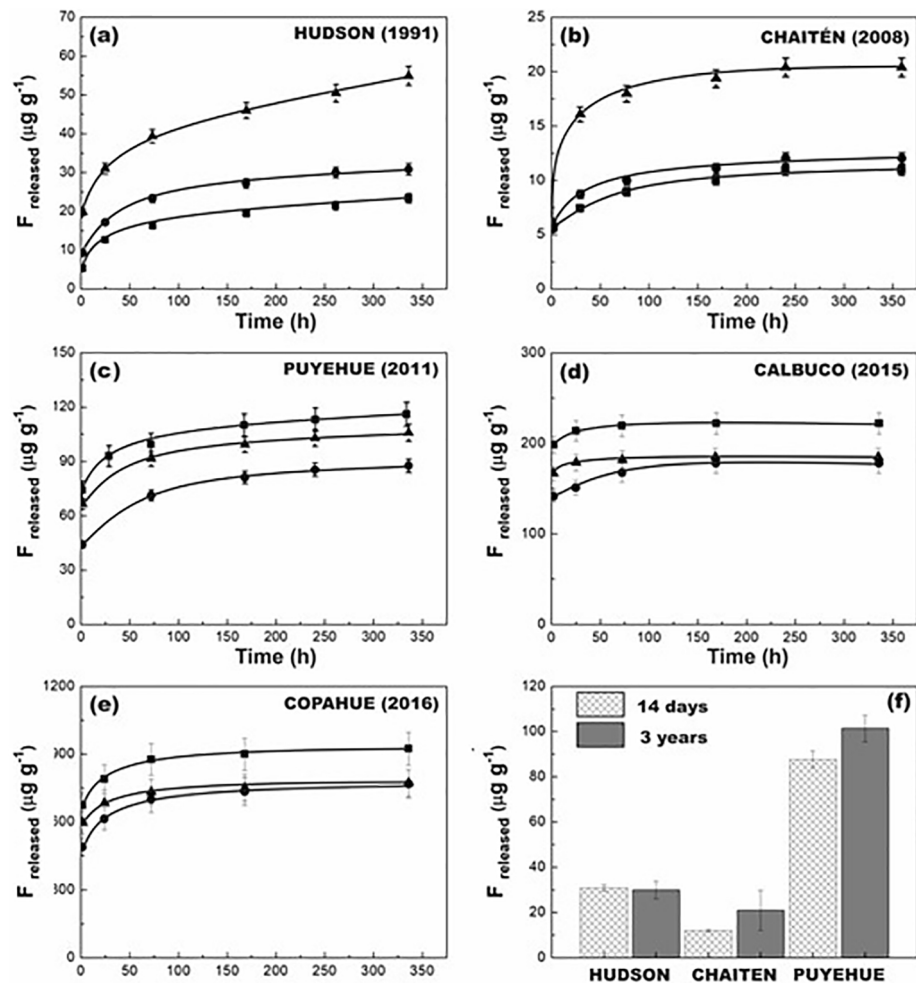 (a) HUDSON (1991)
F released (µg g⁻¹)
70
60
50
40
30
20
10
0
0 50 100 150 200 250 300 350
Time (h)
(b) CHAITÉN (2008)
F released (µg g⁻¹)
25
20
15
10
5
0
0 50 100 150 200 250 300 350
Time (h)
(c) PUYEHUE (2011)
F released (µg g⁻¹)
150
120
90
60
30
0
0 50 100 150 200 250 300 350
Time (h)
(d) CALBUCO (2015)
F released (µg g⁻¹)
300
200
100
0
0 50 100 150 200 250 300 350
Time (h)
(e) COPAHUE (2016)
F released (µg g⁻¹)
1200
900
600
300
0
0 50 100 150 200 250 300 350
Time (h)
(f)
14 days
3 years
F released (µg g⁻¹)
120
100
80
60
40
20
0
HUDSON CHAITEN PUYEHUE